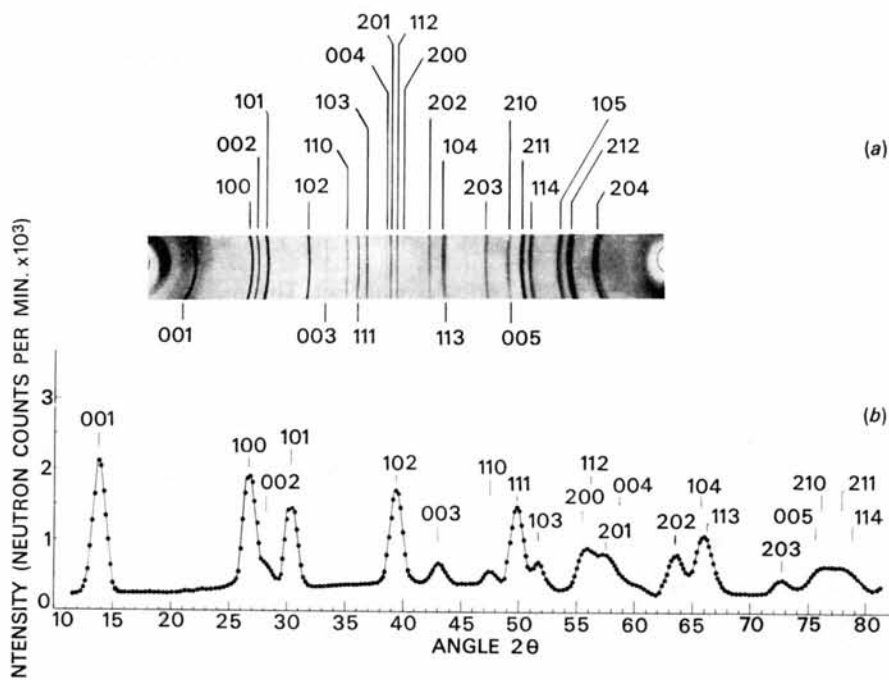 201 112
004 200
101 103 202 210 105
002 110 104 211 212
100 102 203 114 204
(a)
001 003 111 113 005
NTENSITY (NEUTRON COUNTS PER MIN. x10³)
(b)
3
2
1
0
001
100
101
002
102
003
110
111
103
112
200 004
201
202
104
113
203
210 211
005 114
10 15 20 25 30 35 40 45 50 55 60 65 70 75 80
ANGLE 2θ